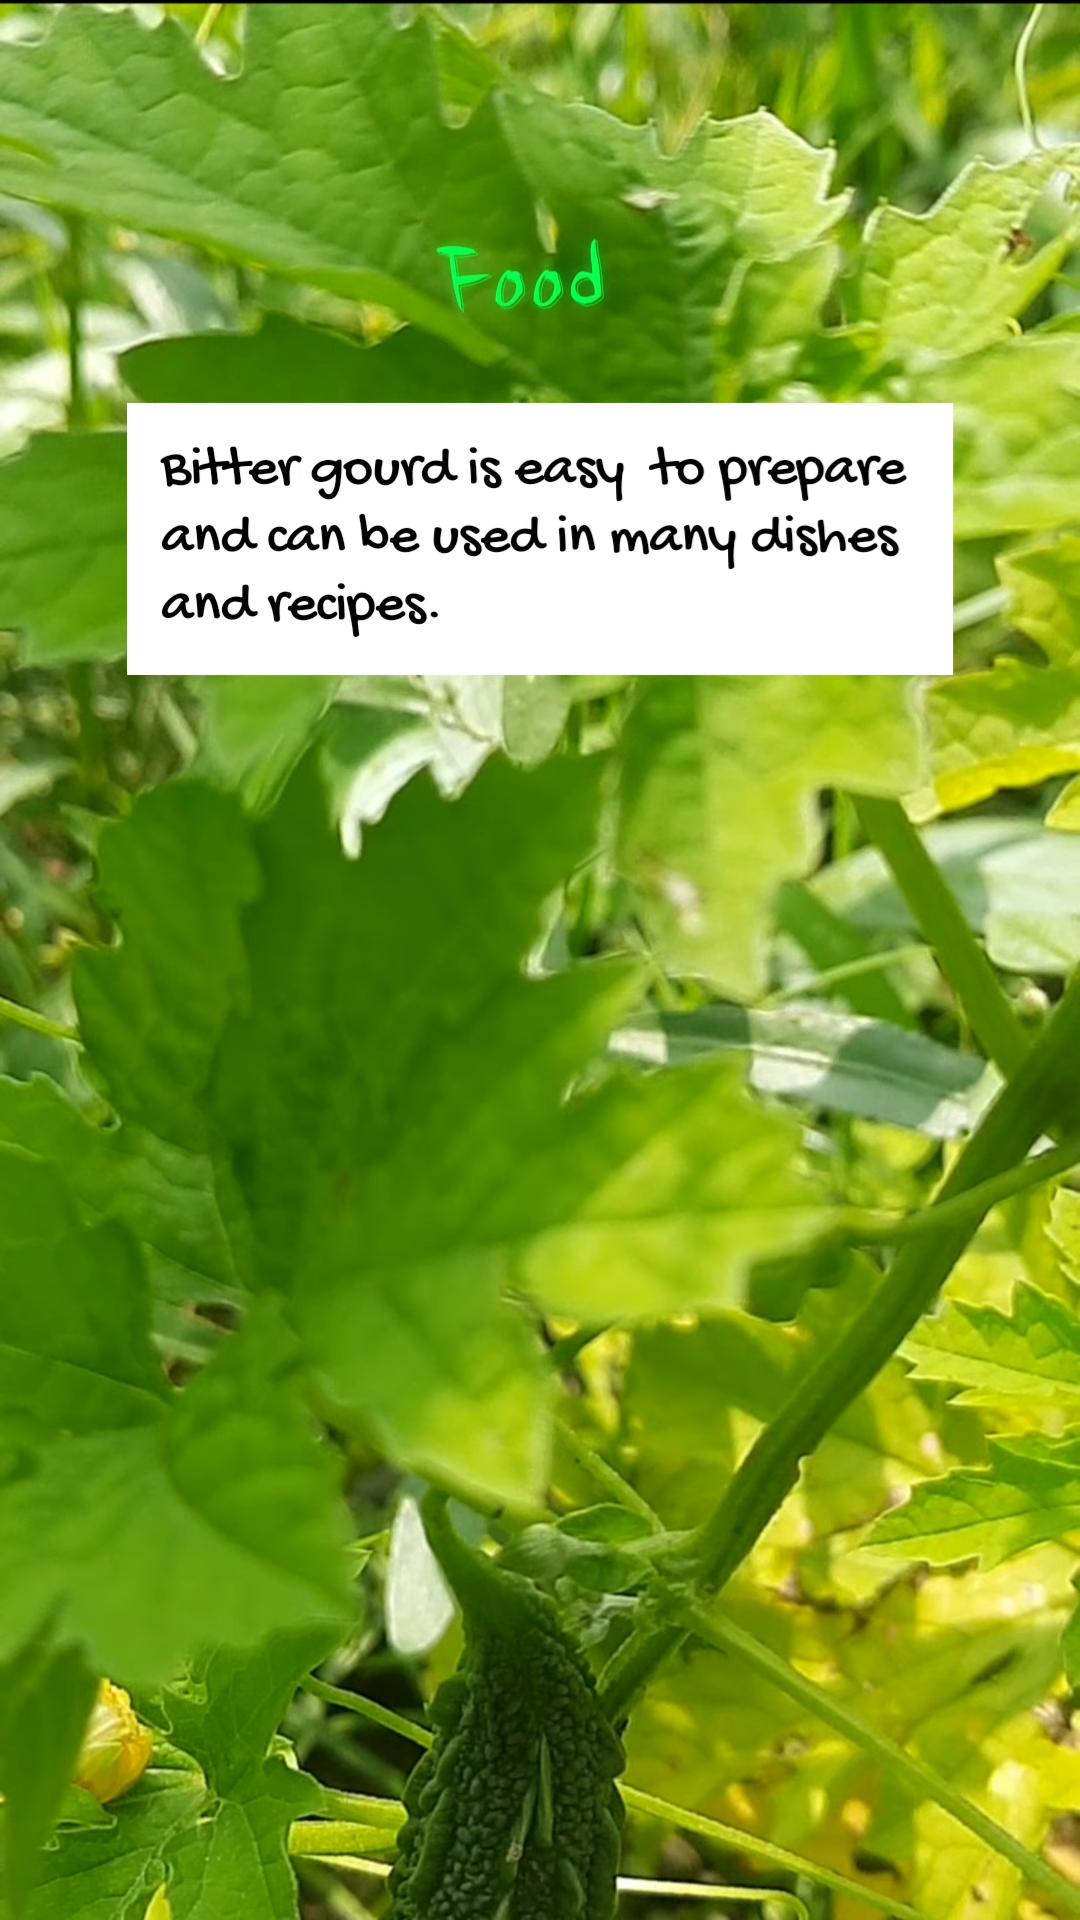 Food
Bitter gourd is easy to prepare
and can be used in many dishes
and recipes.